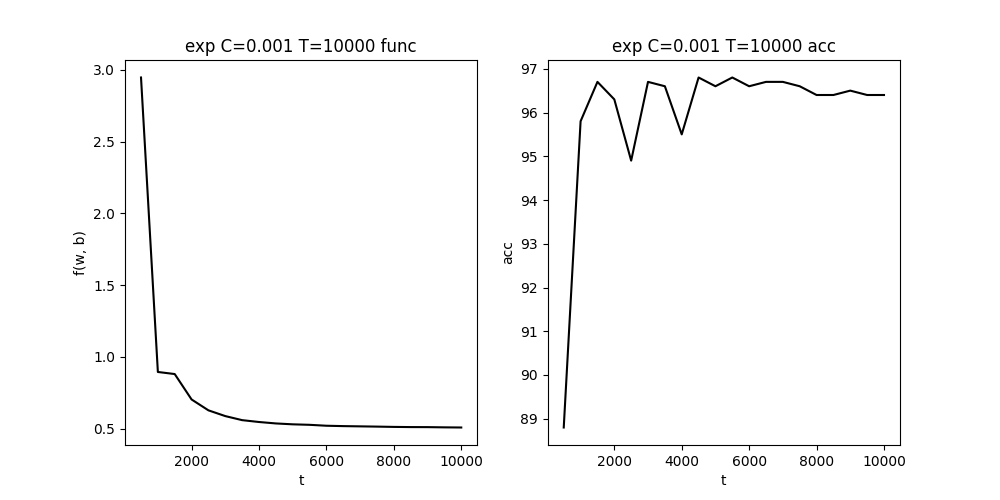 exp C=0.001 T=10000 func
3.0
2.5
2.0
1.5
1.0
0.5
f(w, b)
2000 4000 6000 8000 10000
t
exp C=0.001 T=10000 acc
97
96
95
94
93
92
91
90
89
acc
2000 4000 6000 8000 10000
t